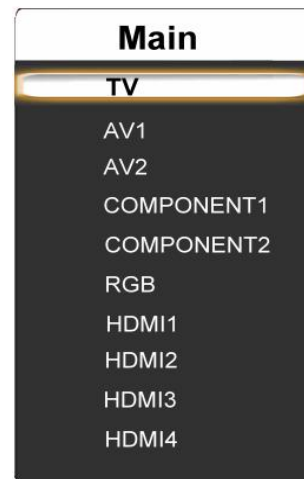 Main
TV
AV1
AV2
COMPONENT1
COMPONENT2
RGB
HDMI1
HDMI2
HDMI3
HDMI4